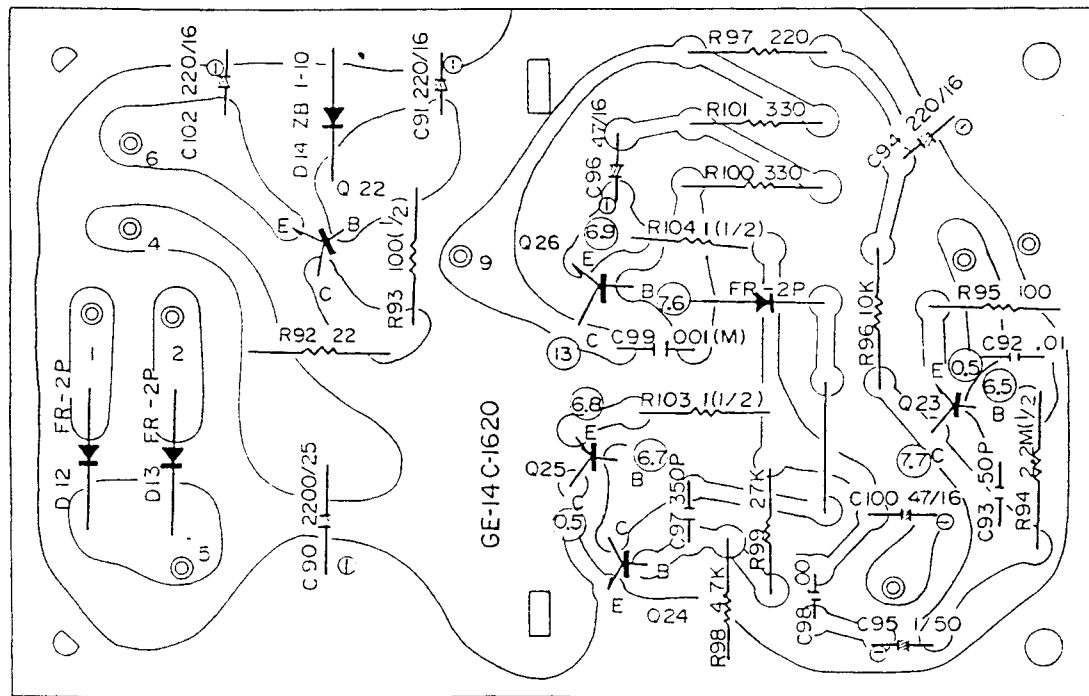 C102 220/16
D14 ZB 1-10
C91 220/16
R97 220
R101 330
R100 330
C96 47/16
C94 220/16
6
4
Q 22
E
B
C
R93 100(1/2)
R92 22
9
Q26
6.9
E
B
C
R104 1(1/2)
7.6
FR-2P
13
C99 .001(M)
R96 10K
R95 100
C92 .01
0.5
6.5
E
B
C
Q23
7.7
1
2
FR-2P
FR-2P
D12
D13
5
C90 2200/25
GE-14C-1620
6.8
E
R103 1(1/2)
Q25
6.7
B
0.5
C
B
E
Q24
C97 350P
R99 27K
R98 4.7K
C100 47/16
C93 50P
R94 2.2M(1/2)
C95 1/50